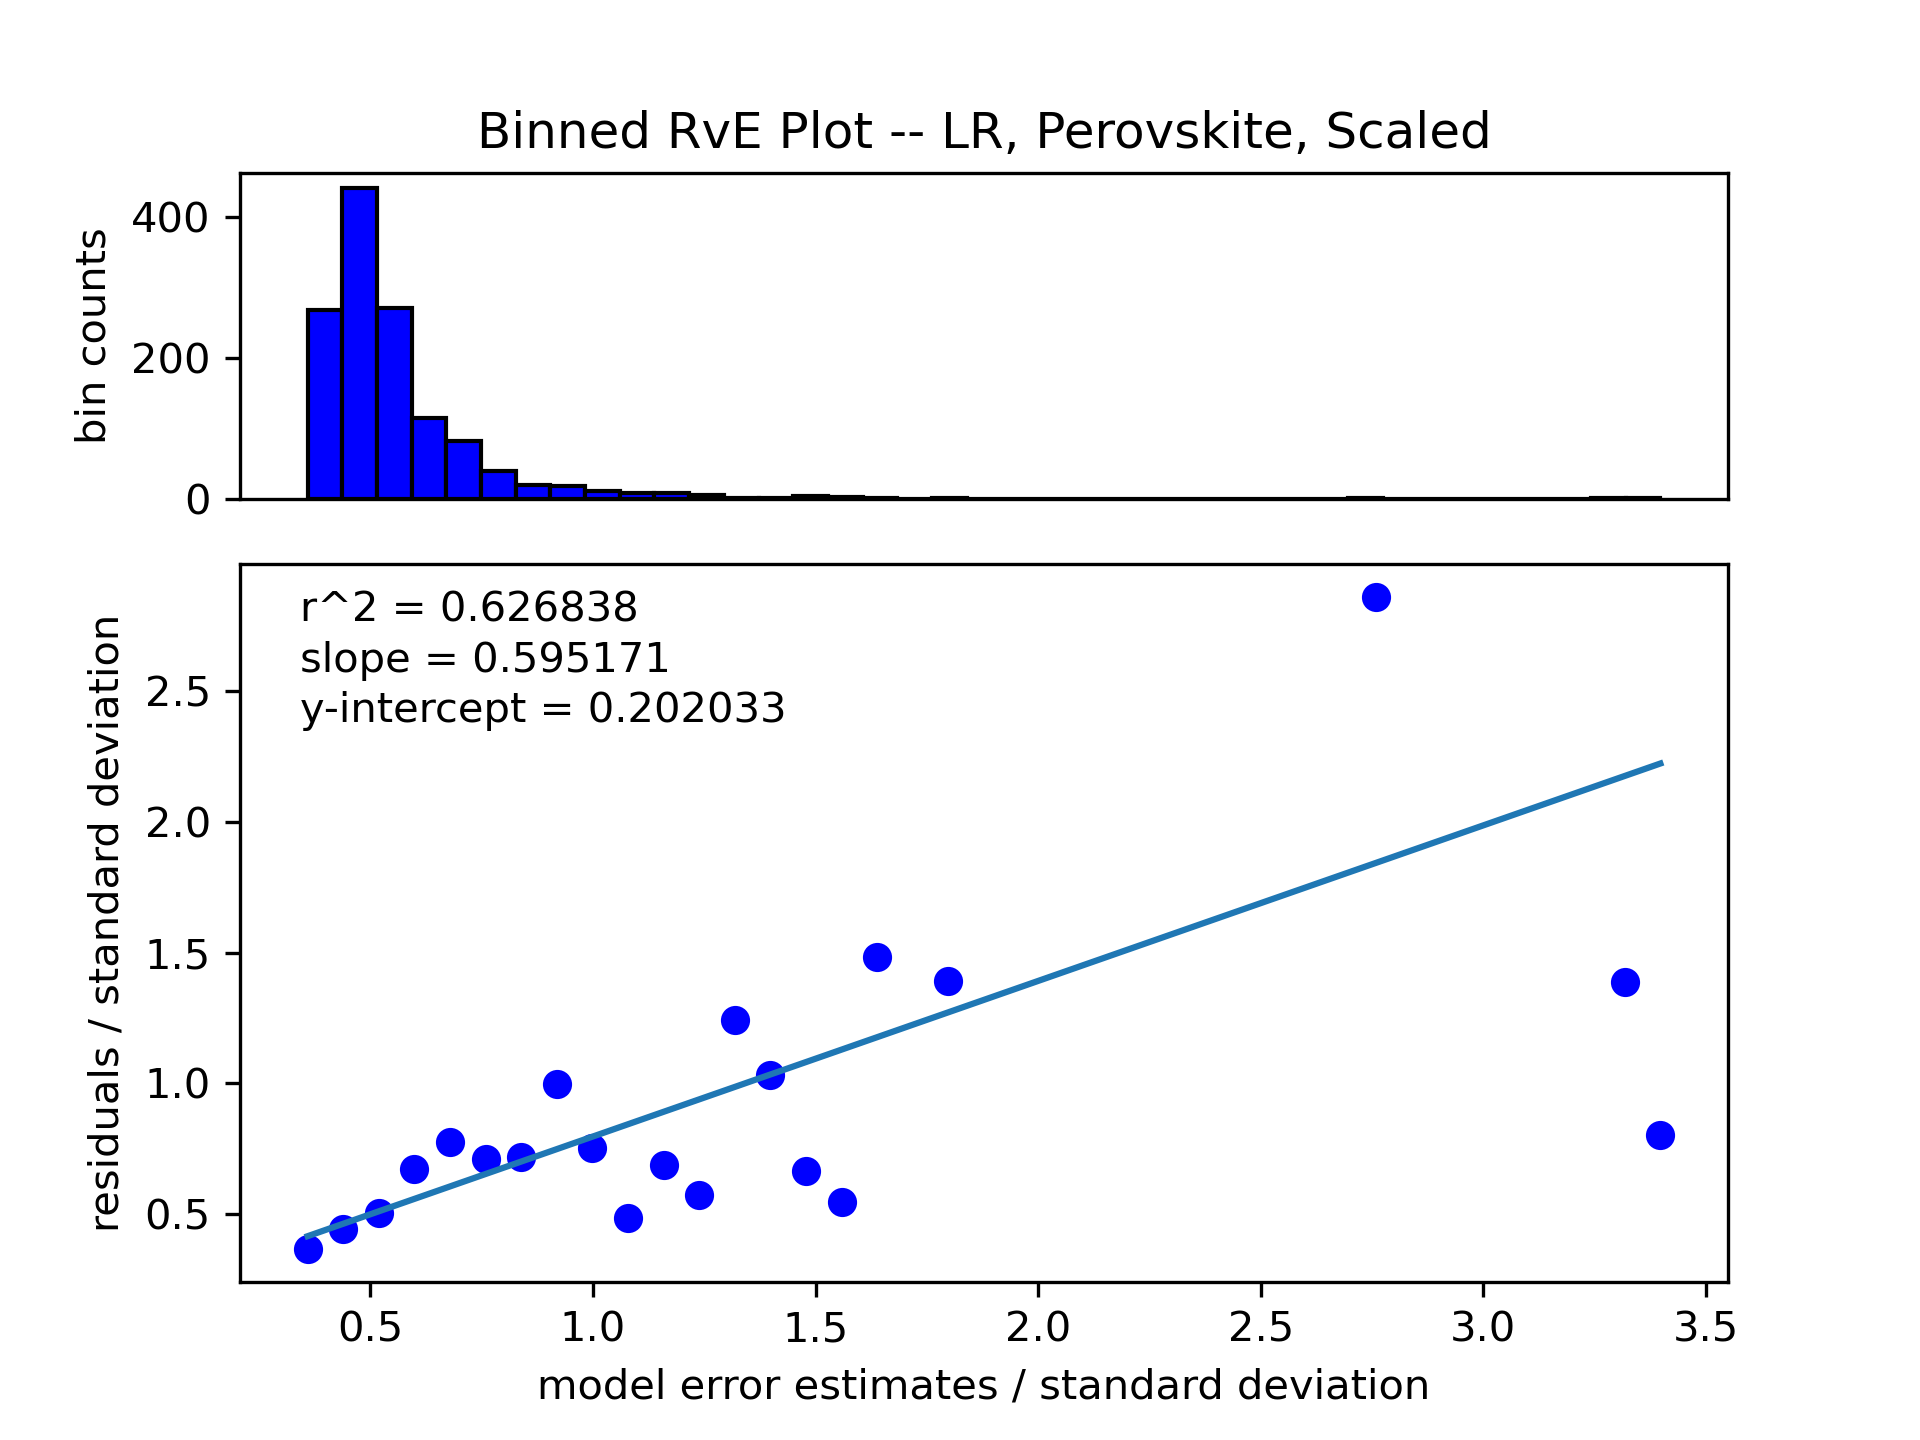 Binned RvE Plot -- LR, Perovskite, Scaled
bin counts
400
200
0
r^2 = 0.626838
slope = 0.595171
y-intercept = 0.202033
residuals / standard deviation
2.5
2.0
1.5
1.0
0.5
0.5 1.0 1.5 2.0 2.5 3.0 3.5
model error estimates / standard deviation